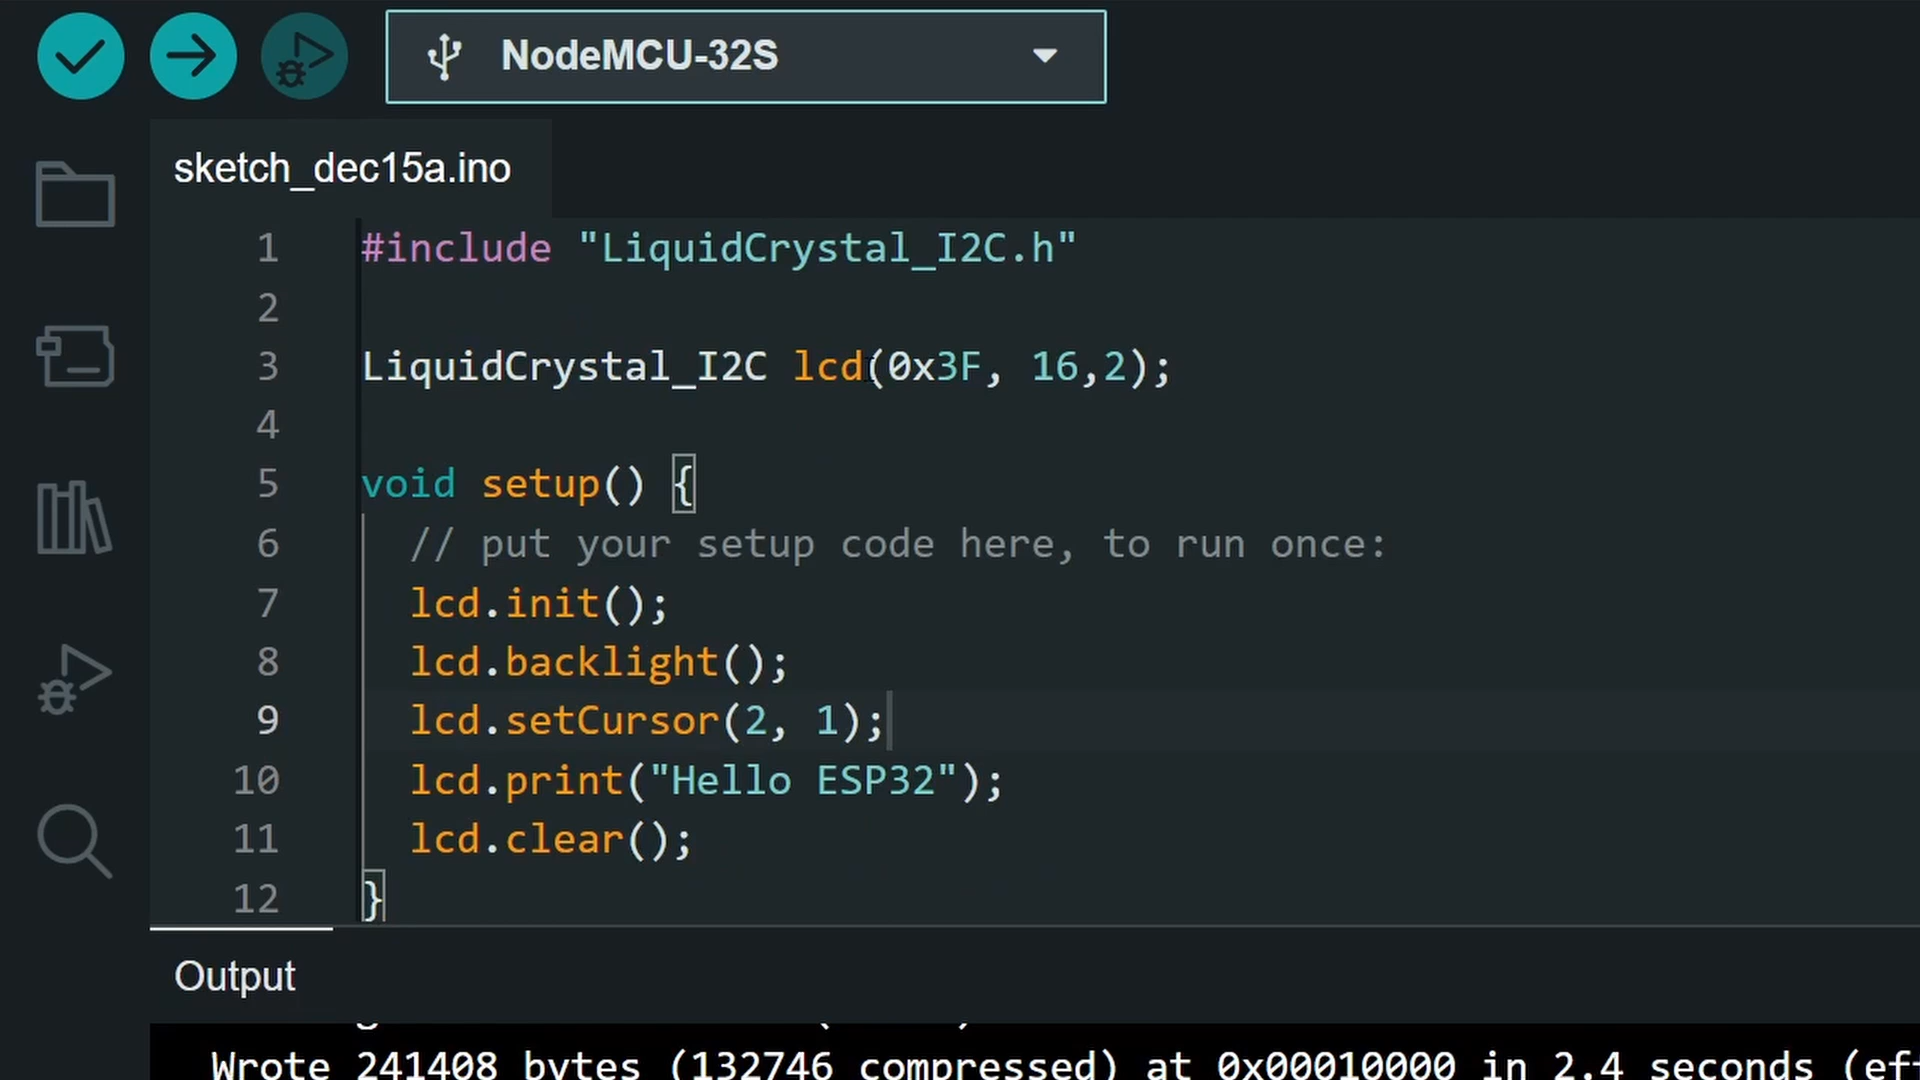 NodeMCU-32S
sketch_dec15a.ino
1 #include "LiquidCrystal_I2C.h"
2
3 LiquidCrystal_I2C lcd(0x3F, 16,2);
4
5 void setup() {
6 // put your setup code here, to run once:
7 lcd.init();
8 lcd.backlight();
9 lcd.setCursor(2, 1);
10 lcd.print("Hello ESP32");
11 lcd.clear();
12 }
Output
Wrote 241408 bytes (132746 compressed) at 0x00010000 in 2.4 seconds (eff